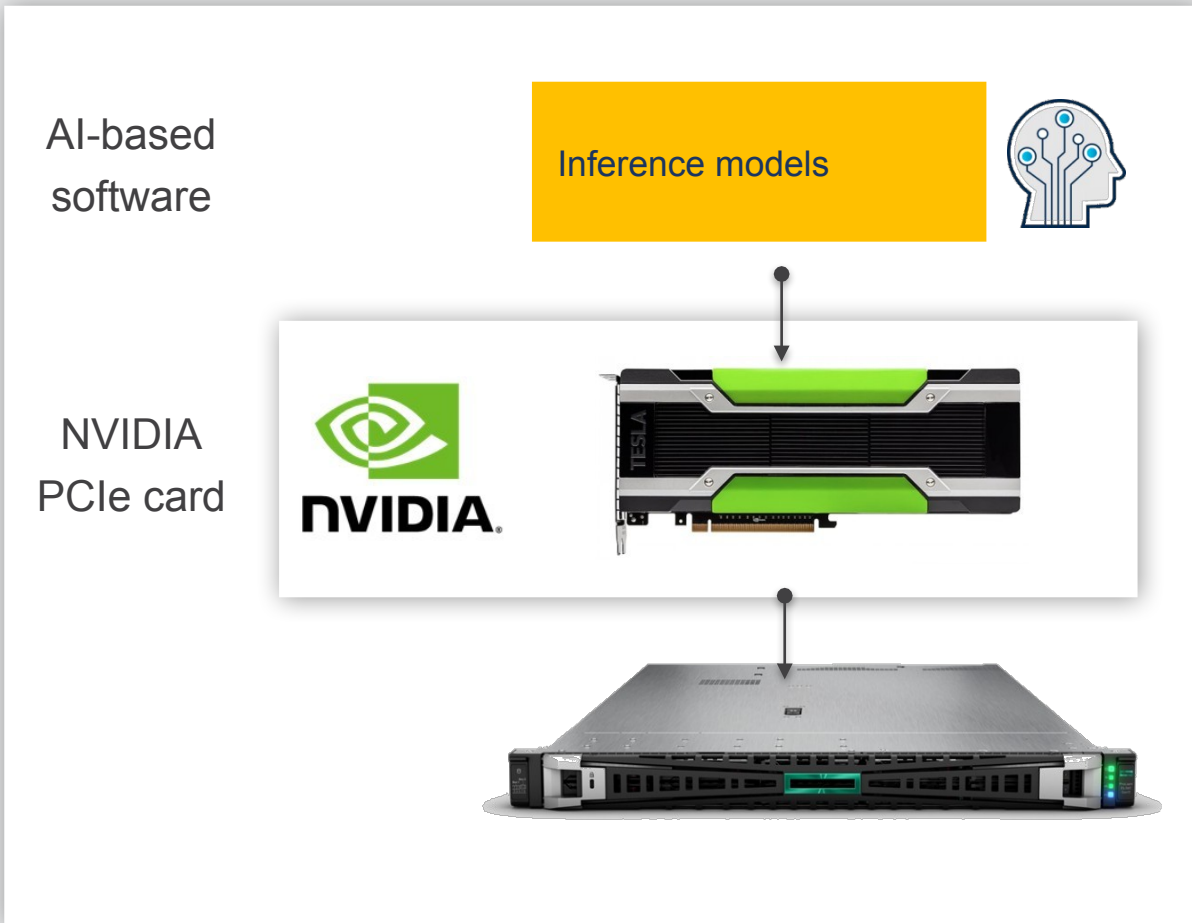 AI-based
software
Inference models
NVIDIA
PCIe card
NVIDIA®
TESLA